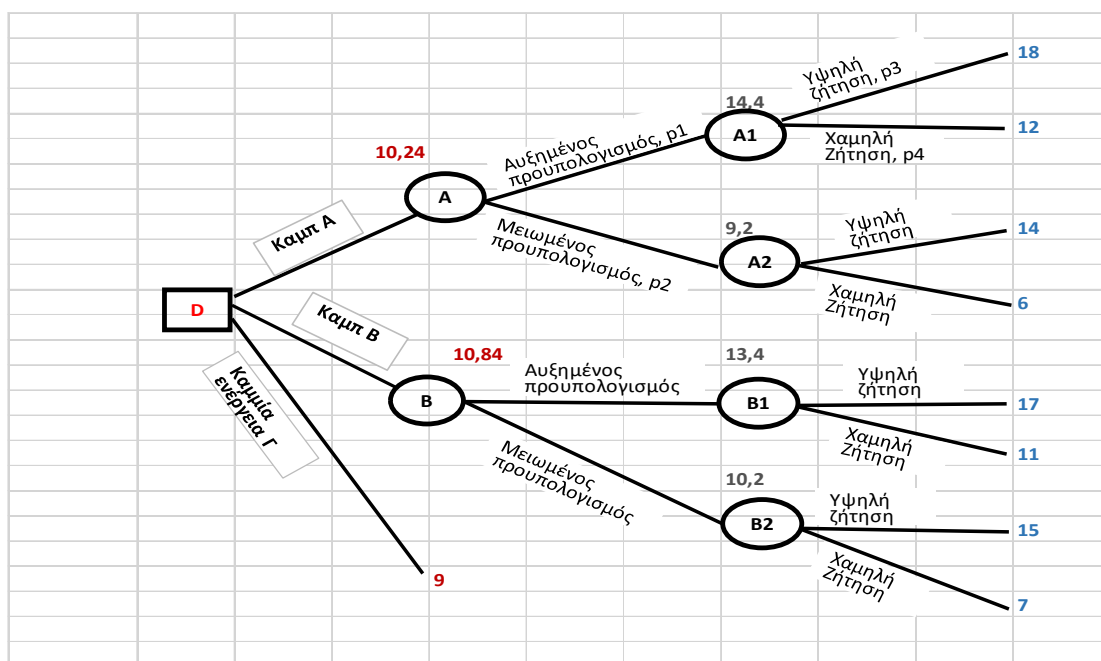 18
Υψηλή
ζήτηση, p3
14,4
A1
12
Χαμηλή
Ζήτηση, p4
Αυξημένος
προυπολογισμός, p1
10,24
A
Καμπ Α
Μειωμένος
προυπολογισμός, p2
9,2
A2
Υψηλή
ζήτηση
14
Χαμηλή
Ζήτηση
6
D
Καμπ Β
10,84
B
Αυξημένος
προυπολογισμός
13,4
B1
Υψηλή
ζήτηση
17
Χαμηλή
Ζήτηση
11
Καμμία
ενέργεια Γ
9
Μειωμένος
προυπολογισμός
10,2
B2
Υψηλή
ζήτηση
15
Χαμηλή
Ζήτηση
7